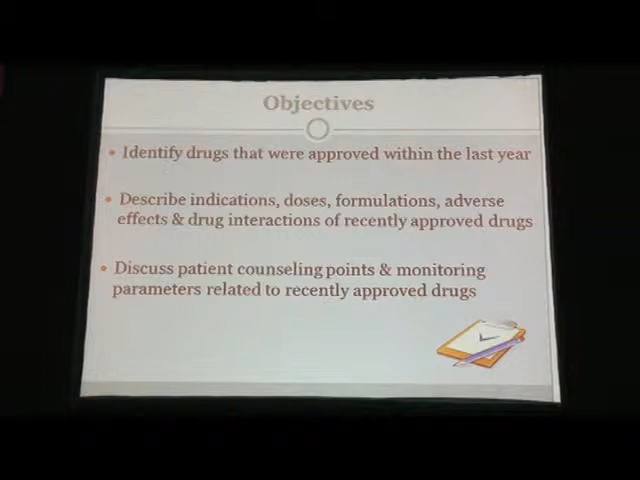 Objectives
• Identify drugs that were approved within the last year
• Describe indications, doses, formulations, adverse
effects & drug interactions of recently approved drugs
• Discuss patient counseling points & monitoring
parameters related to recently approved drugs